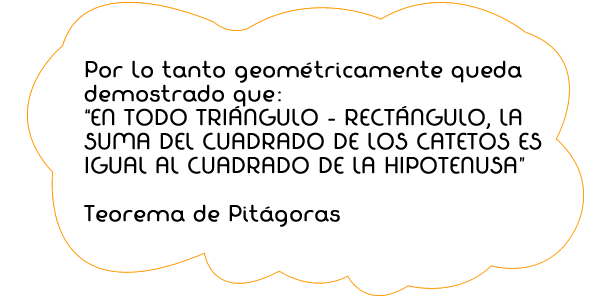 Por lo tanto geométricamente queda
demostrado que:
"EN TODO TRIÁNGULO - RECTÁNGULO, LA
SUMA DEL CUADRADO DE LOS CATETOS ES
IGUAL AL CUADRADO DE LA HIPOTENUSA"
Teorema de Pitágoras